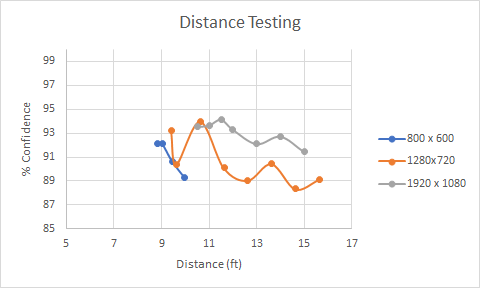 Distance Testing
99
97
95
93
91
89
87
85
% Confidence
5 7 9 11 13 15 17
Distance (ft)
800 x 600
1280x720
1920 x 1080